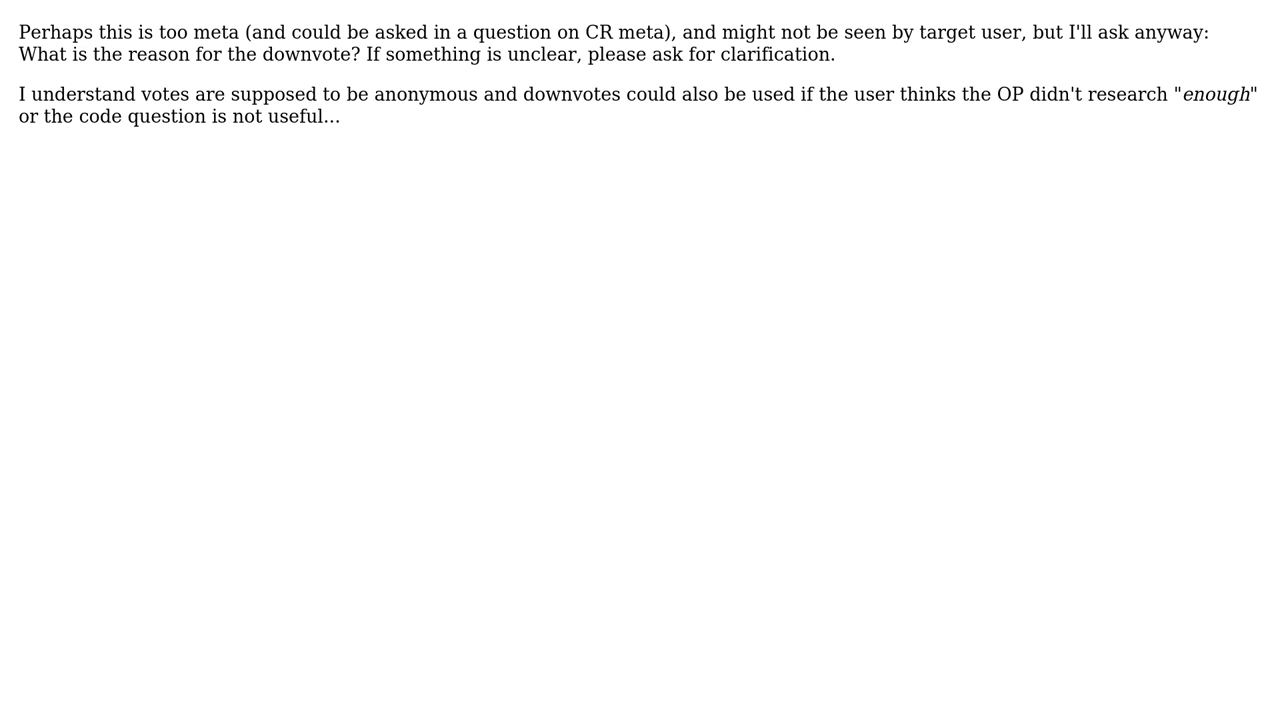 Perhaps this is too meta (and could be asked in a question on CR meta), and might not be seen by target user, but I'll ask anyway:
What is the reason for the downvote? If something is unclear, please ask for clarification.
I understand votes are supposed to be anonymous and downvotes could also be used if the user thinks the OP didn't research "enough"
or the code question is not useful...